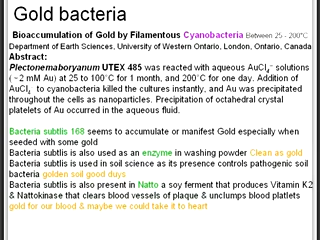 Gold bacteria
Bioaccumulation of Gold by Filamentous Cyanobacteria Between 25 - 200°C
Department of Earth Sciences, University of Western Ontario, London, Ontario, Canada
Abstract:
Plectonemaboryanum UTEX 485 was reacted with aqueous AuCl₄⁻ solutions
(~2 mM Au) at 25 to 100°C for 1 month, and 200°C for one day. Addition of
AuCl₄⁻ to cyanobacteria killed the cultures instantly, and Au was precipitated
throughout the cells as nanoparticles. Precipitation of octahedral crystal
platelets of Au occurred in the aqueous fluid.
Bacteria subtlis 168 seems to accumulate or manifest Gold especially when
seeded with some gold
Bacteria subtlis is also used as an enzyme in washing powder Clean as gold
Bacteria subtlis is used in soil science as its presence controls pathogenic soil
bacteria golden soil good duys
Bacteria subtlis is also present in Natto a soy ferment that produces Vitamin K2
& Nattokinase that clears blood vessels of plaque & unclumps blood platlets
gold for our blood & maybe we could take it to heart